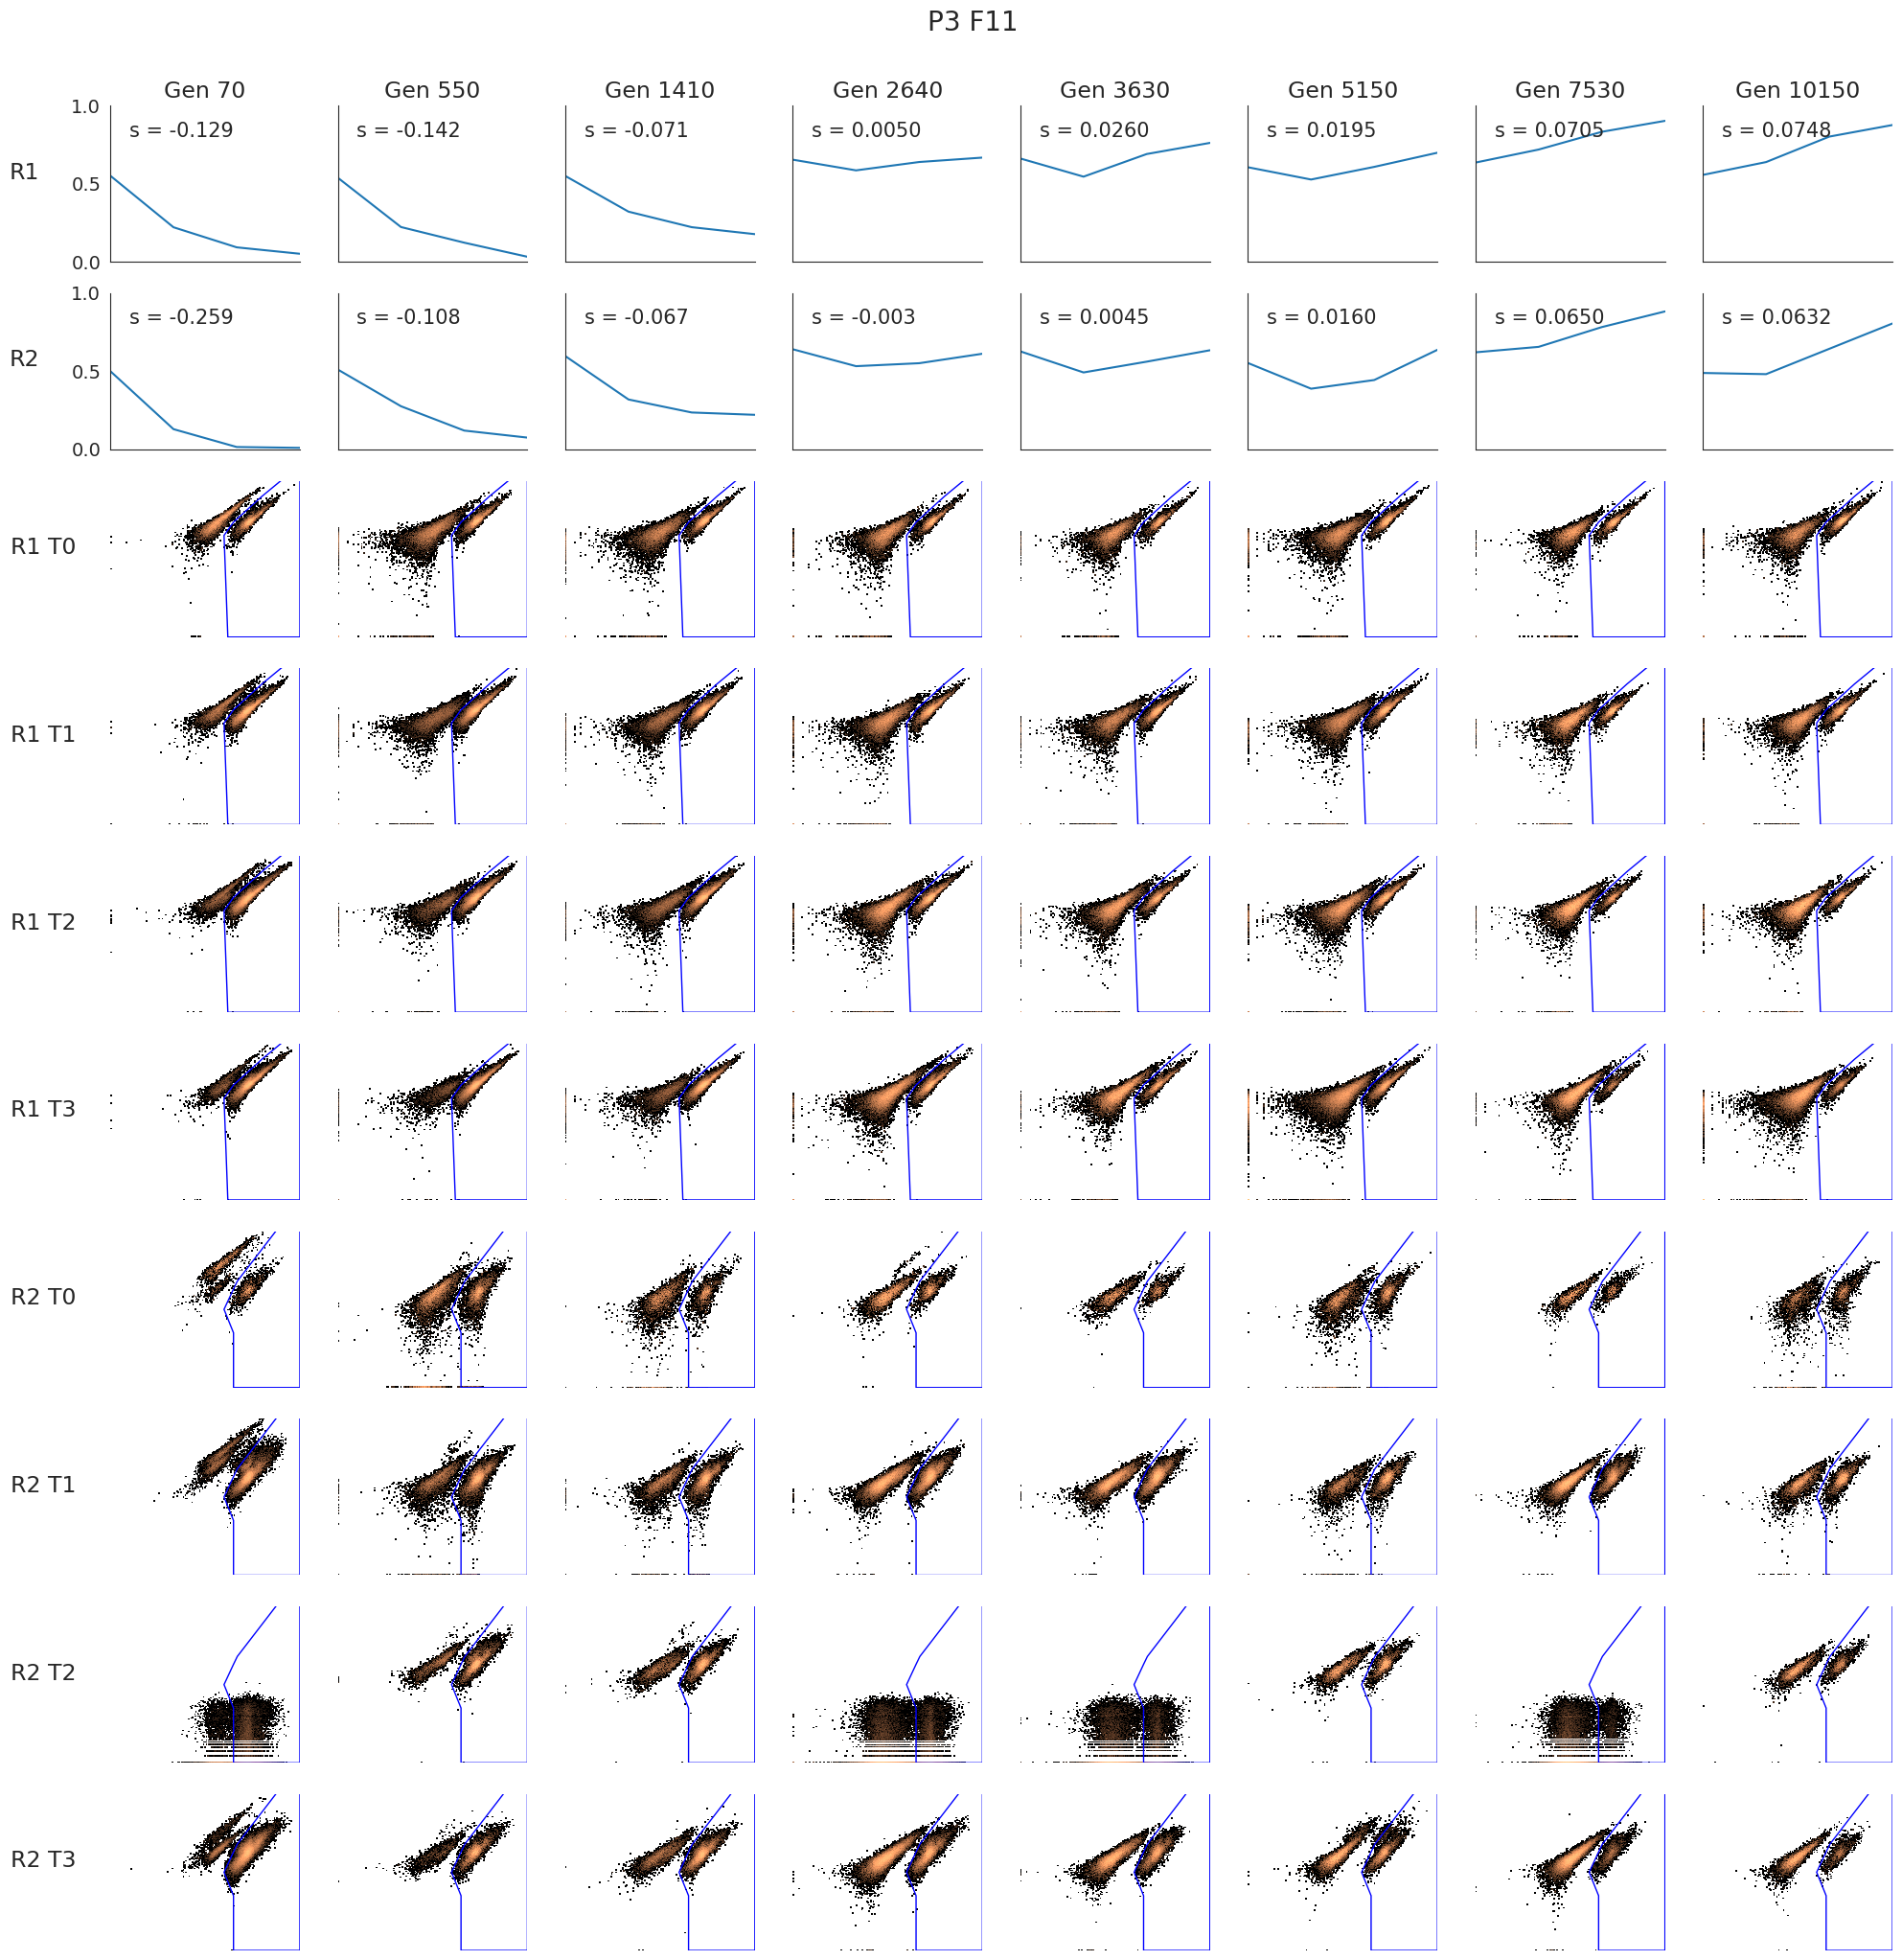 P3 F11
Gen 70 Gen 550 Gen 1410 Gen 2640 Gen 3630 Gen 5150 Gen 7530 Gen 10150
1.0
s = -0.129 s = -0.142 s = -0.071 s = 0.0050 s = 0.0260 s = 0.0195 s = 0.0705 s = 0.0748
R1
0.5
0.0
1.0
s = -0.259 s = -0.108 s = -0.067 s = -0.003 s = 0.0045 s = 0.0160 s = 0.0650 s = 0.0632
R2
0.5
0.0
R1 T0
R1 T1
R1 T2
R1 T3
R2 T0
R2 T1
R2 T2
R2 T3